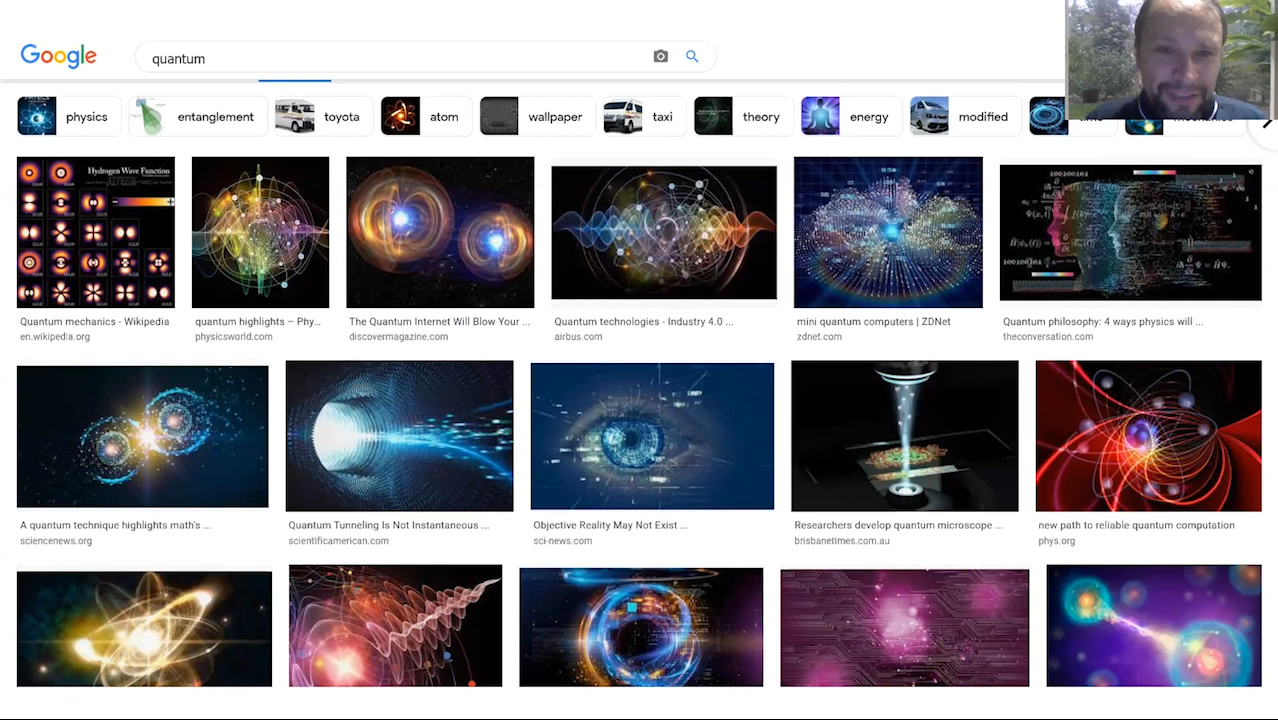 Google
quantum
physics
entanglement
toyota
atom
wallpaper
taxi
theory
energy
modified
Hydrogen Wave Function
100100101
100100101
Quantum mechanics - Wikipedia
en.wikipedia.org
quantum highlights – Phy...
physicsworld.com
The Quantum Internet Will Blow Your ...
discovermagazine.com
Quantum technologies - Industry 4.0 ...
airbus.com
mini quantum computers | ZDNet
zdnet.com
Quantum philosophy: 4 ways physics will ...
theconversation.com
A quantum technique highlights math's ...
sciencenews.org
Quantum Tunneling Is Not Instantaneous ...
scientificamerican.com
Objective Reality May Not Exist ...
sci-news.com
Researchers develop quantum microscope ...
brisbanetimes.com.au
new path to reliable quantum computation
phys.org